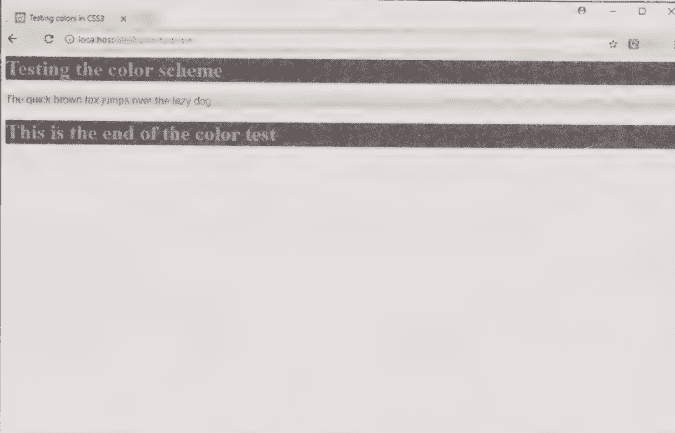 Testing colors in CSS3
localhost
Testing the color scheme
The quick brown fox jumps over the lazy dog
This is the end of the color test